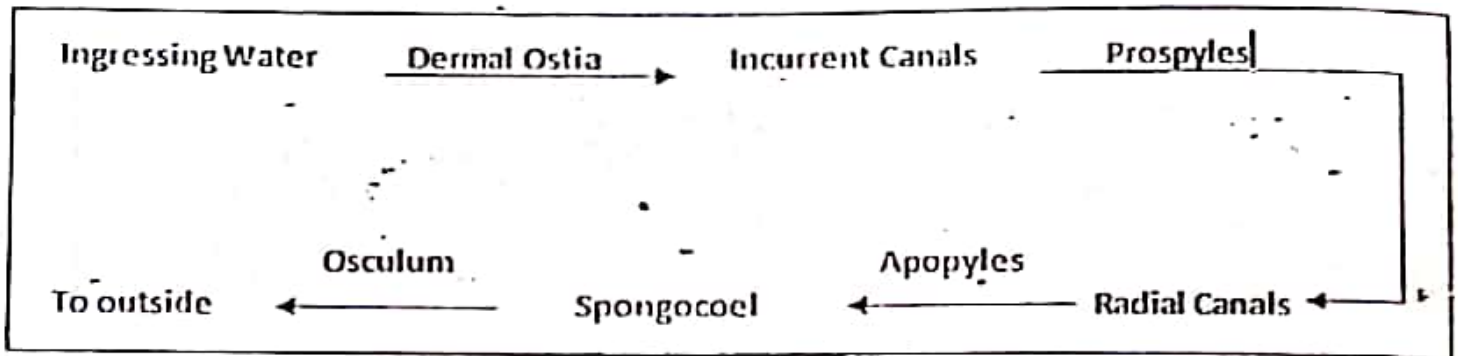 Ingressing Water Dermal Ostia Incurrent Canals Prospyles
Osculum Apopyles
To outside Spongocoel Radial Canals